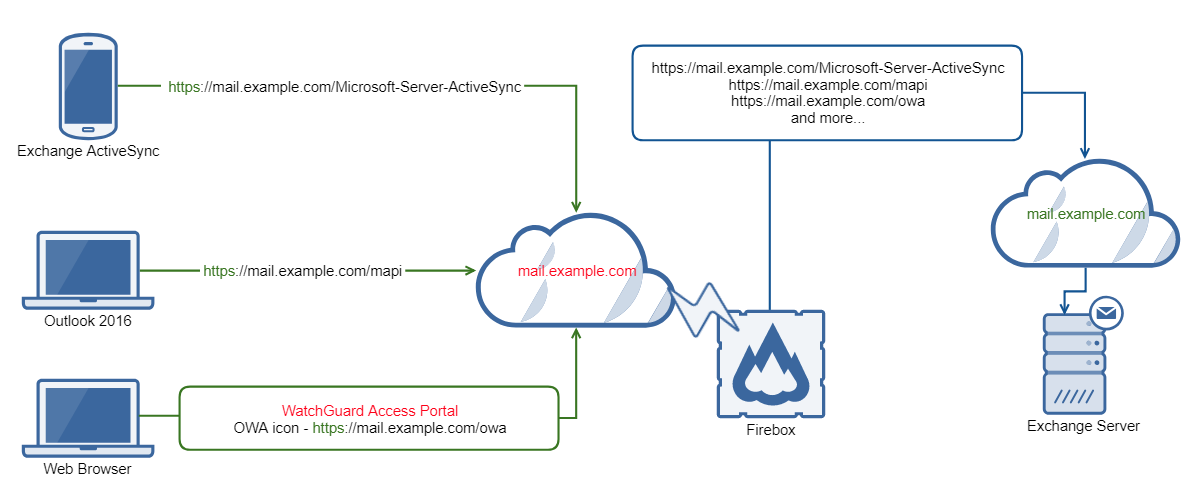 https://mail.example.com/Microsoft-Server-ActiveSync
Exchange ActiveSync
https://mail.example.com/mapi
Outlook 2016
WatchGuard Access Portal
OWA icon - https://mail.example.com/owa
Web Browser
mail.example.com
https://mail.example.com/Microsoft-Server-ActiveSync
https://mail.example.com/mapi
https://mail.example.com/owa
and more...
Firebox
mail.example.com
Exchange Server